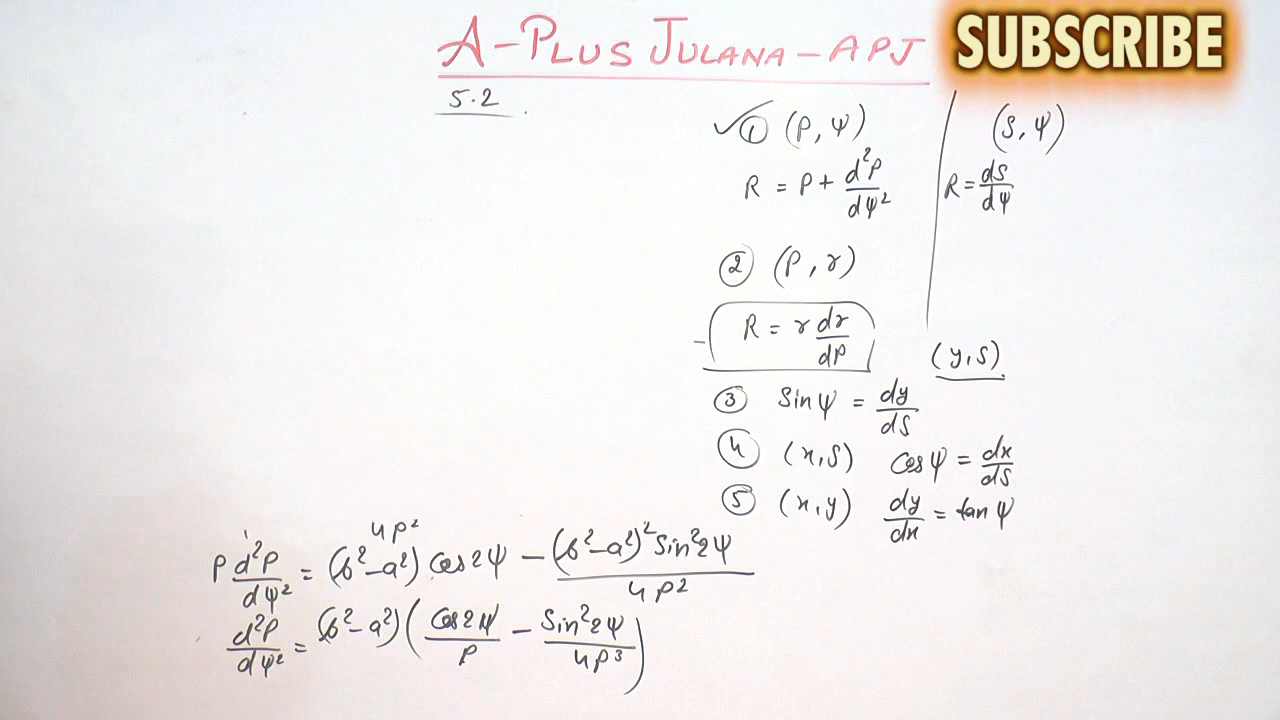 A-PLUS JULANA-APJ
SUBSCRIBE
5.2
✓① (P, ψ)
R = P + d²P/dψ²
(S, ψ)
R = dS/dψ
② (P, r)
R = r dr/dP
(y, S)
③ Sin ψ = dy/dS
④ (x, S) Cos ψ = dx/dS
⑤ (x, y) dy/dx = tan ψ
4P²
P d²P/dψ² = (b²-a²) Cos 2ψ - (b²-a²)² Sin² 2ψ / 4P²
d²P/dψ² = (b²-a²) (Cos 2ψ / P - Sin² 2ψ / 4P³)